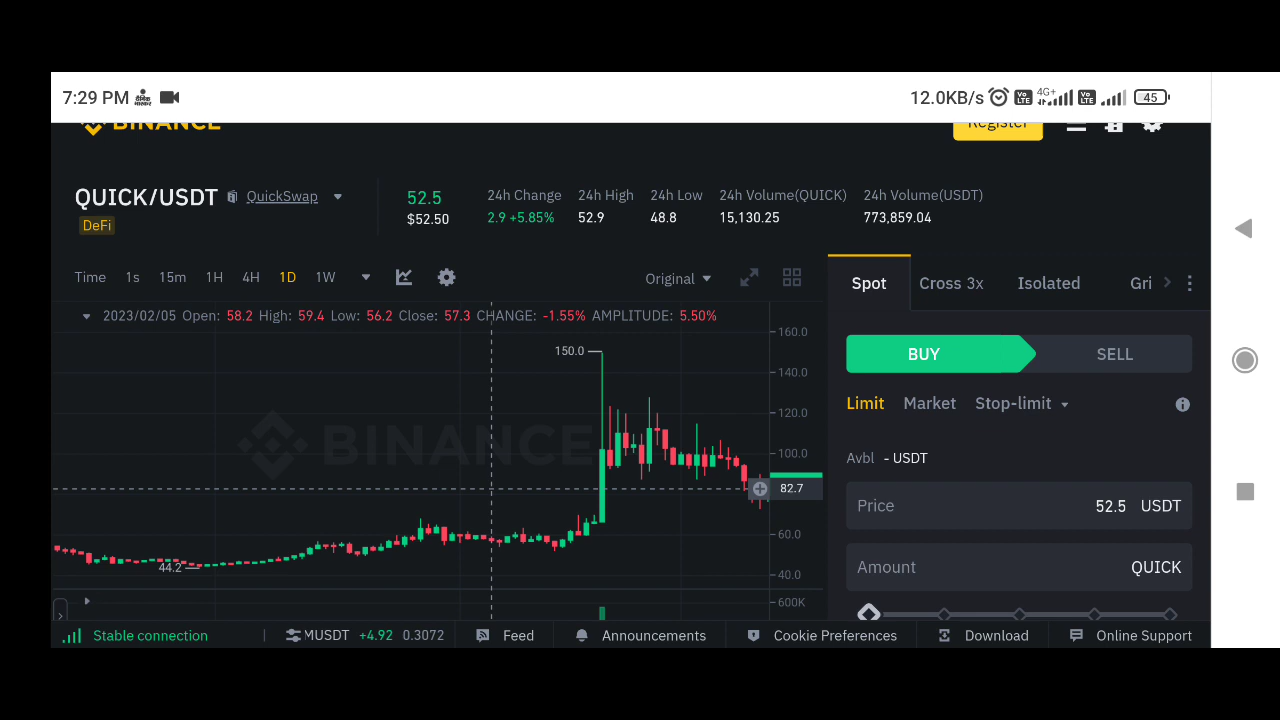 7:29 PM
12.0KB/s
4G+
Vo LTE
Vo LTE
45
BINANCE
Register
QUICK/USDT
QuickSwap
DeFi
52.5
$52.50
24h Change
2.9 +5.85%
24h High
52.9
24h Low
48.8
24h Volume(QUICK)
15,130.25
24h Volume(USDT)
773,859.04
Time 1s 15m 1H 4H 1D 1W
Original
2023/02/05 Open: 58.2 High: 59.4 Low: 56.2 Close: 57.3 CHANGE: -1.55% AMPLITUDE: 5.50%
160.0
150.0
140.0
120.0
100.0
BINANCE
82.7
60.0
44.2
40.0
600K
Spot Cross 3x Isolated Gri
BUY SELL
Limit Market Stop-limit
Avbl - USDT
Price 52.5 USDT
Amount QUICK
Stable connection
MUSDT +4.92 0.3072
Feed
Announcements
Cookie Preferences
Download
Online Support